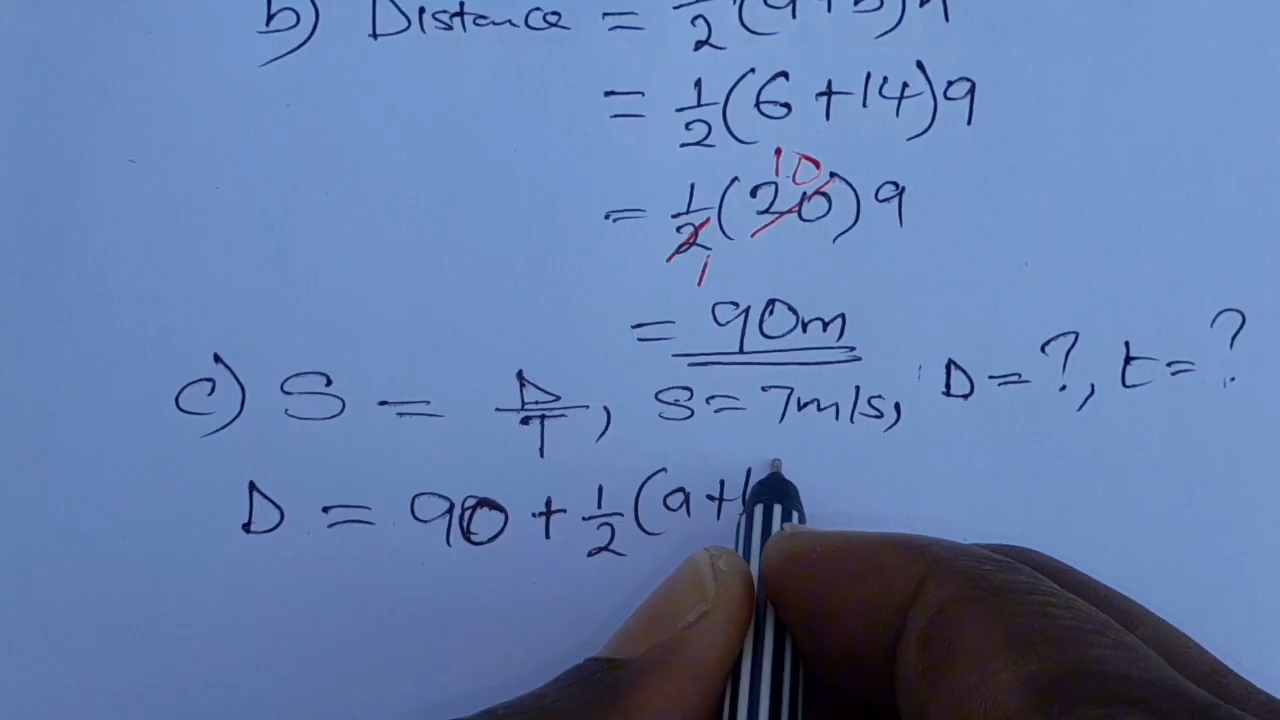 b) Distance = 1/2 (a+b)h
= 1/2 (6+14)9
10
= 1/2 (20)9
1
= 90m
c) S = D/T, S = 7m/s, D = ?, t = ?
D = 90 + 1/2 (a+